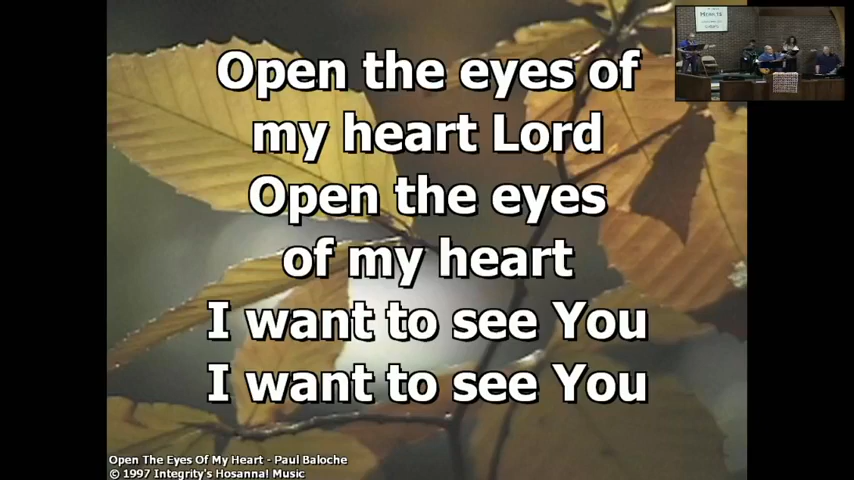 Open the eyes of
my heart Lord
Open the eyes
of my heart
I want to see You
I want to see You
Open The Eyes Of My Heart - Paul Baloche
© 1997 Integrity's Hosanna! Music